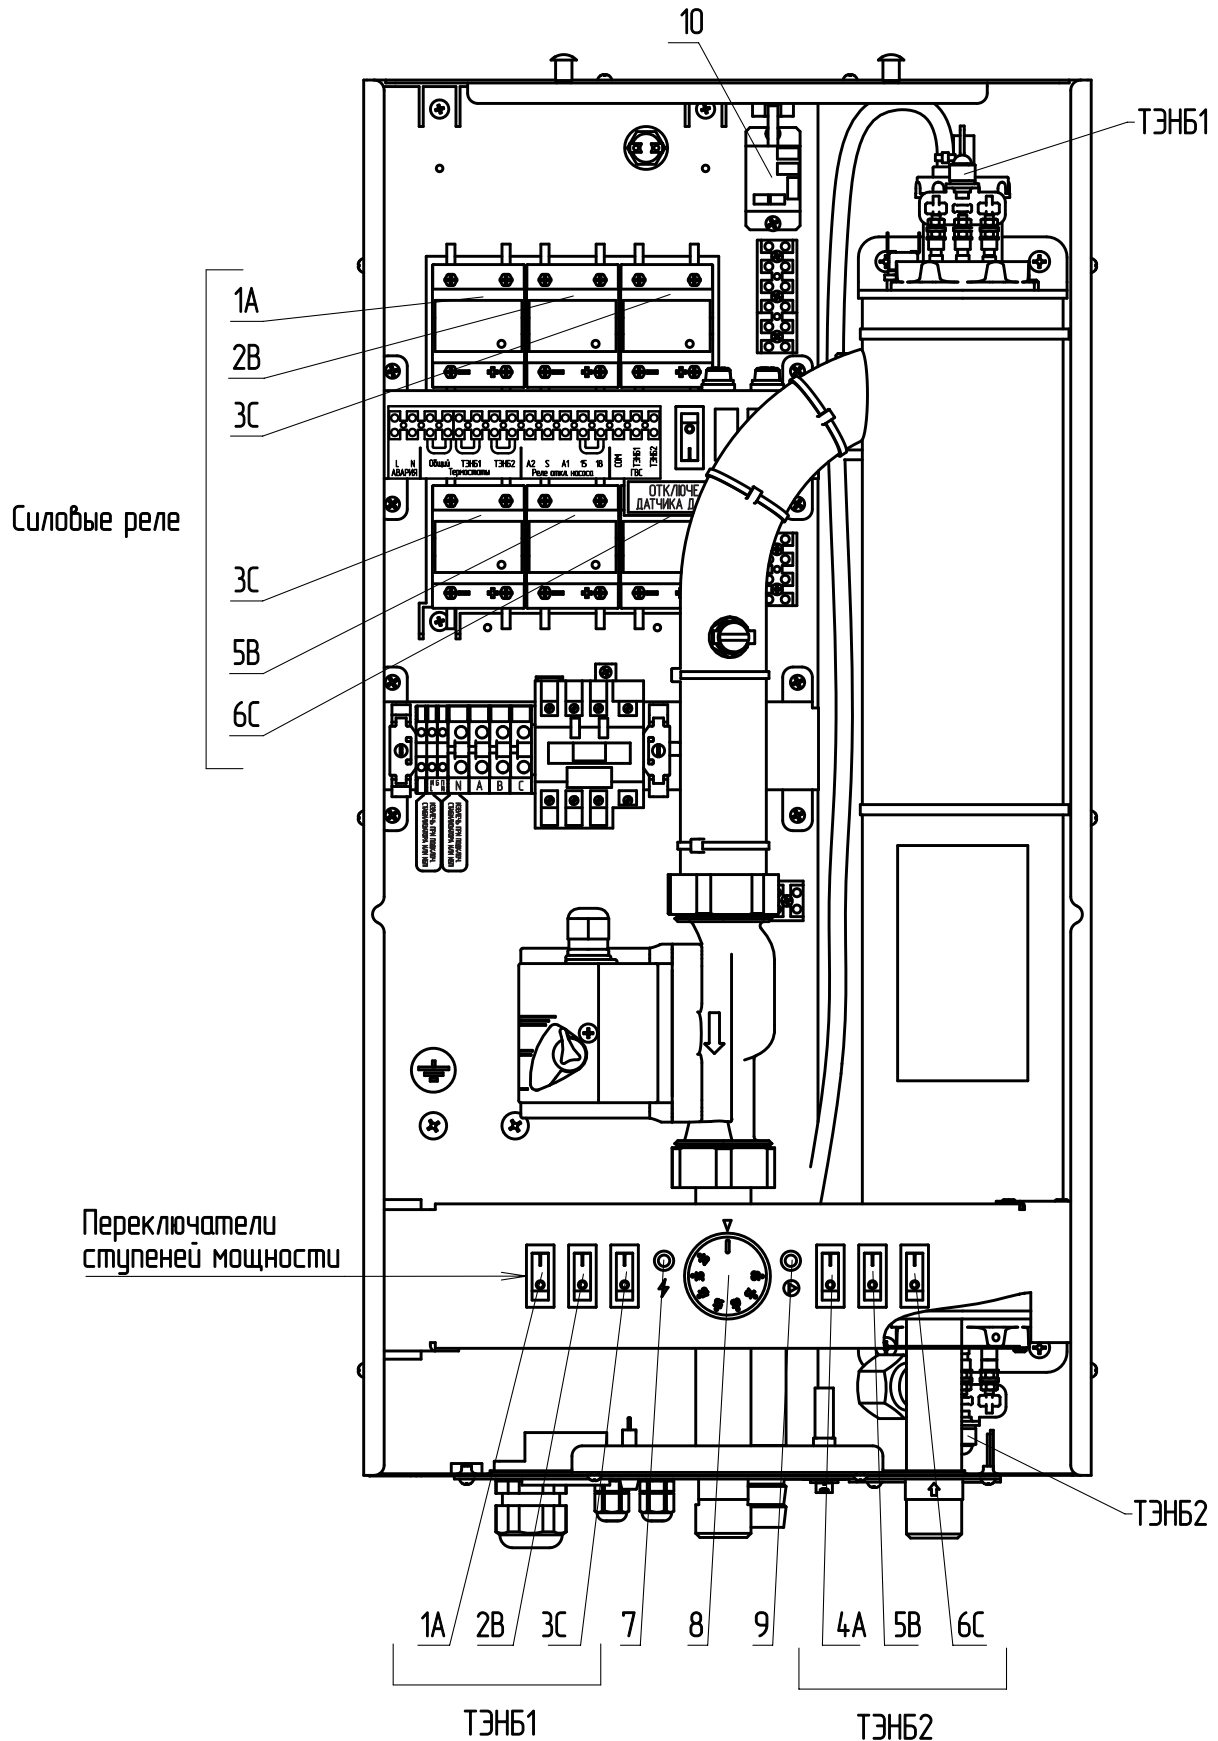 10
ТЭНБ1
1А
2В
3С
L N Общий ТЭНБ1 ТЭНБ2 А2 S А1 15 18 СОМ ТЭНБ1 ТЭНБ2
АВАРИЯ Термостаты Реле откл. насоса ГВС
ОТКЛЮЧЕ
ДАТЧИКА Д
Силовые реле
3С
5В
6С
N A B C
Переключатели
ступеней мощности
ТЭНБ2
1А 2В 3С 7 8 9 4А 5В 6С
ТЭНБ1 ТЭНБ2